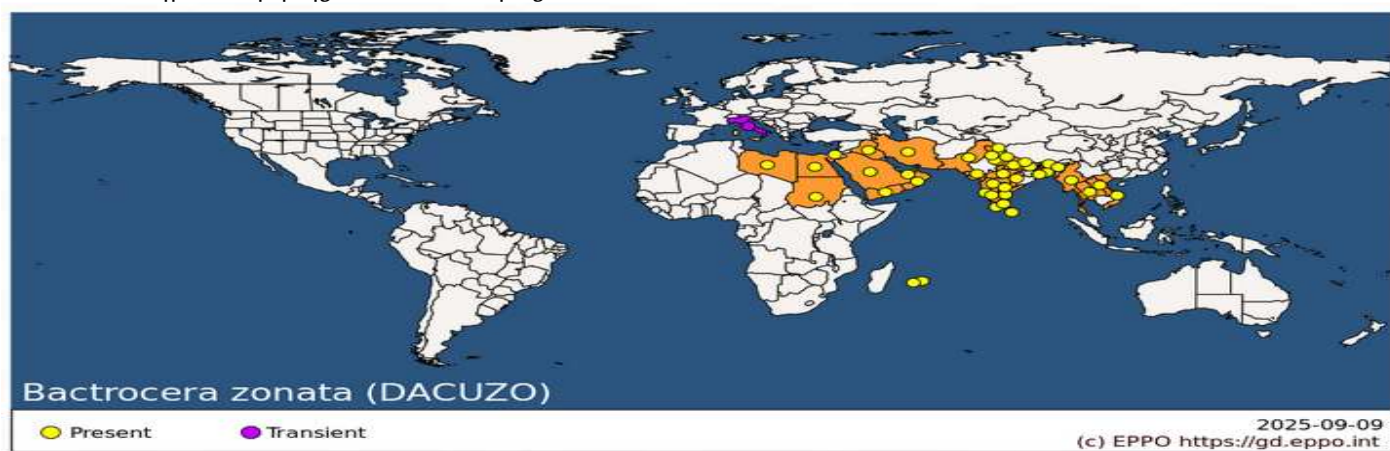 Bactrocera zonata (DACUZO)
Present
Transient
2025-09-09
(c) EPPO https://gd.eppo.int